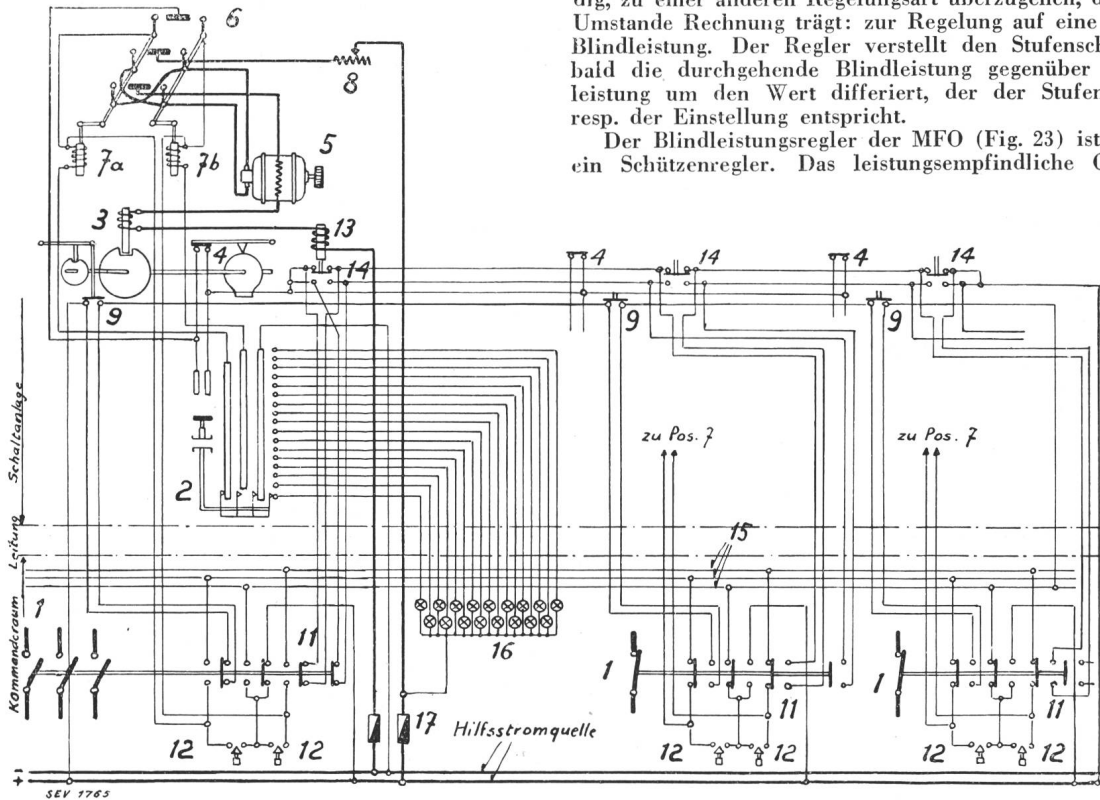 dig, zu einer anderen Regelungsart überzugehen, d
Umstande Rechnung trägt: zur Regelung auf eine
Blindleistung. Der Regler verstellt den Stufensch
bald die durchgehende Blindleistung gegenüber
leistung um den Wert differiert, der der Stufen
resp. der Einstellung entspricht.
Der Blindleistungsregler der MFO (Fig. 23) ist
ein Schützenregler. Das leistungsempfindliche O
6
8
7a
7b
5
3
13
4
14
4
14
4
14
9
9
9
Schaltanlage
2
zu Pos. 7
zu Pos. 7
Leitung
15
Kommandoraum
1
11
16
1
11
1
11
17
Hilfsstromquelle
12
12
12
12
12
12
-
+
SEV 1765